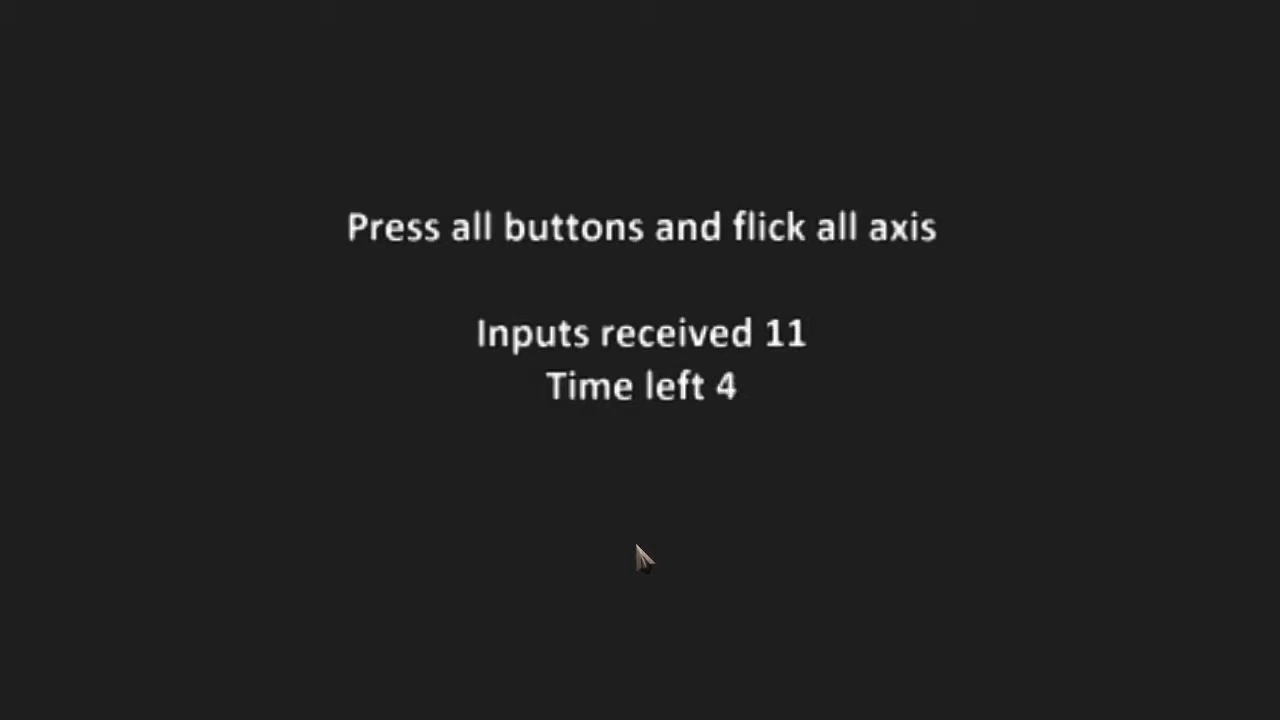 Press all buttons and flick all axis
Inputs received 11
Time left 4